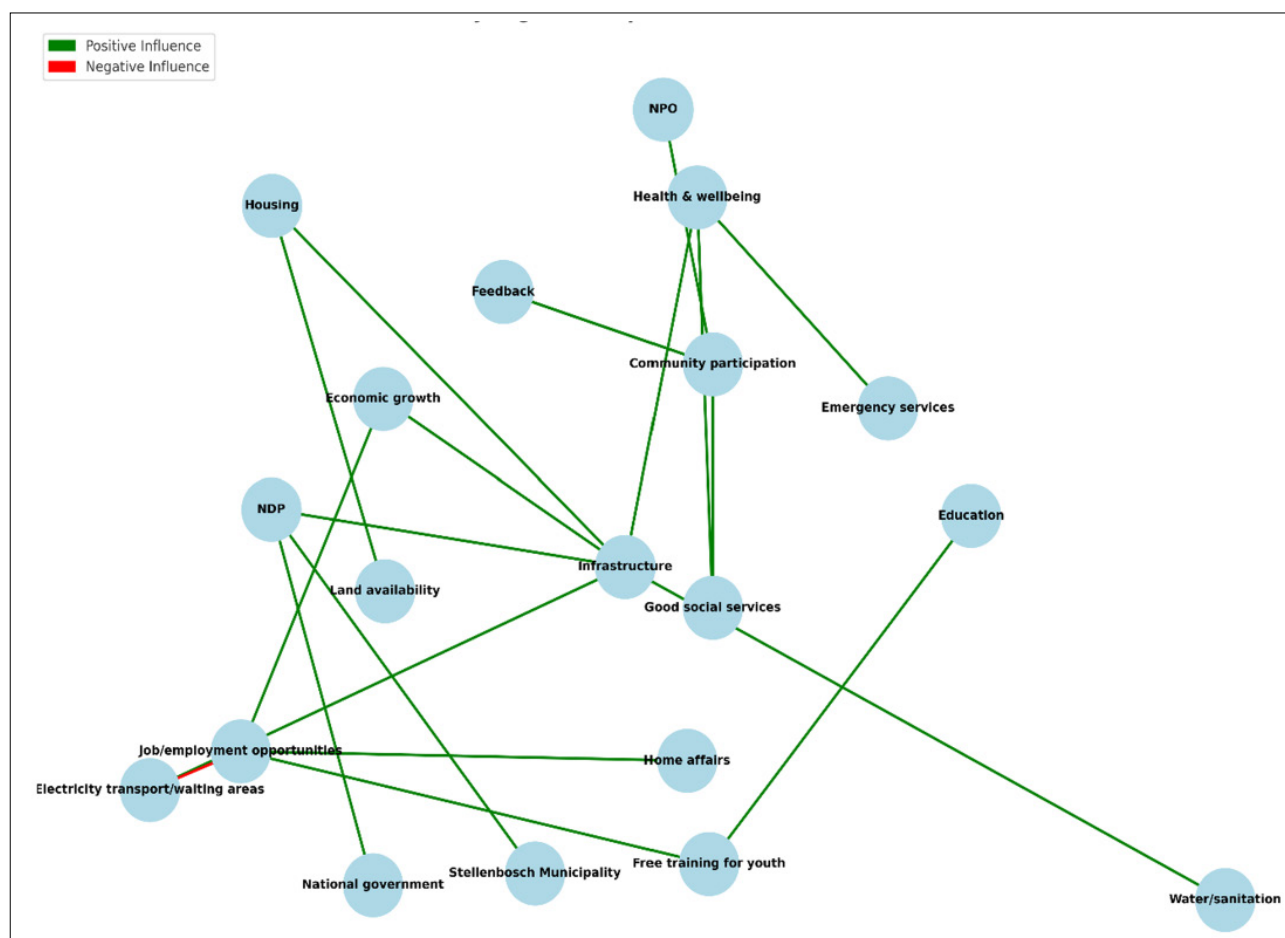 Positive Influence
Negative Influence
NPO
Health & wellbeing
Housing
Feedback
Community participation
Economic growth
Emergency services
NDP
Education
Infrastructure
Land availability
Good social services
Job/employment opportunities
Home affairs
Electricity transport/waiting areas
Free training for youth
Stellenbosch Municipality
National government
Water/sanitation